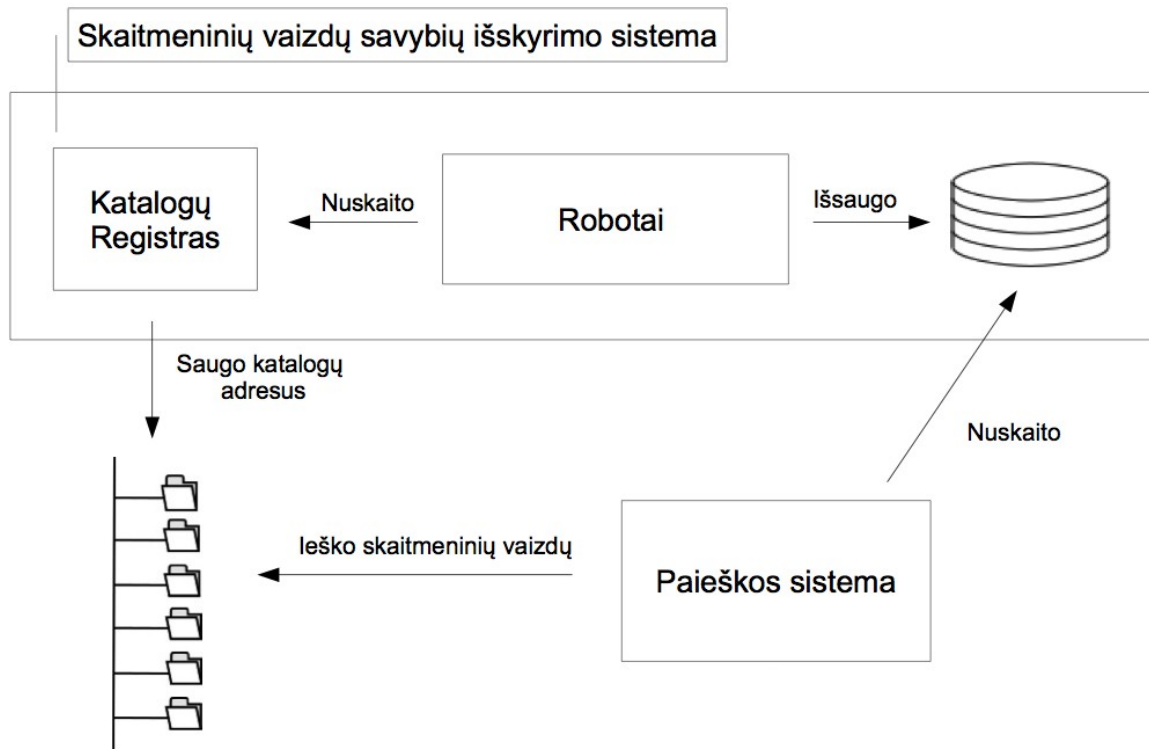 Skaitmeninių vaizdų savybių išskyrimo sistema
Katalogų
Registras
Nuskaito
Robotai
Išsaugo
Saugo katalogų
adresus
Nuskaito
Ieško skaitmeninių vaizdų
Paieškos sistema